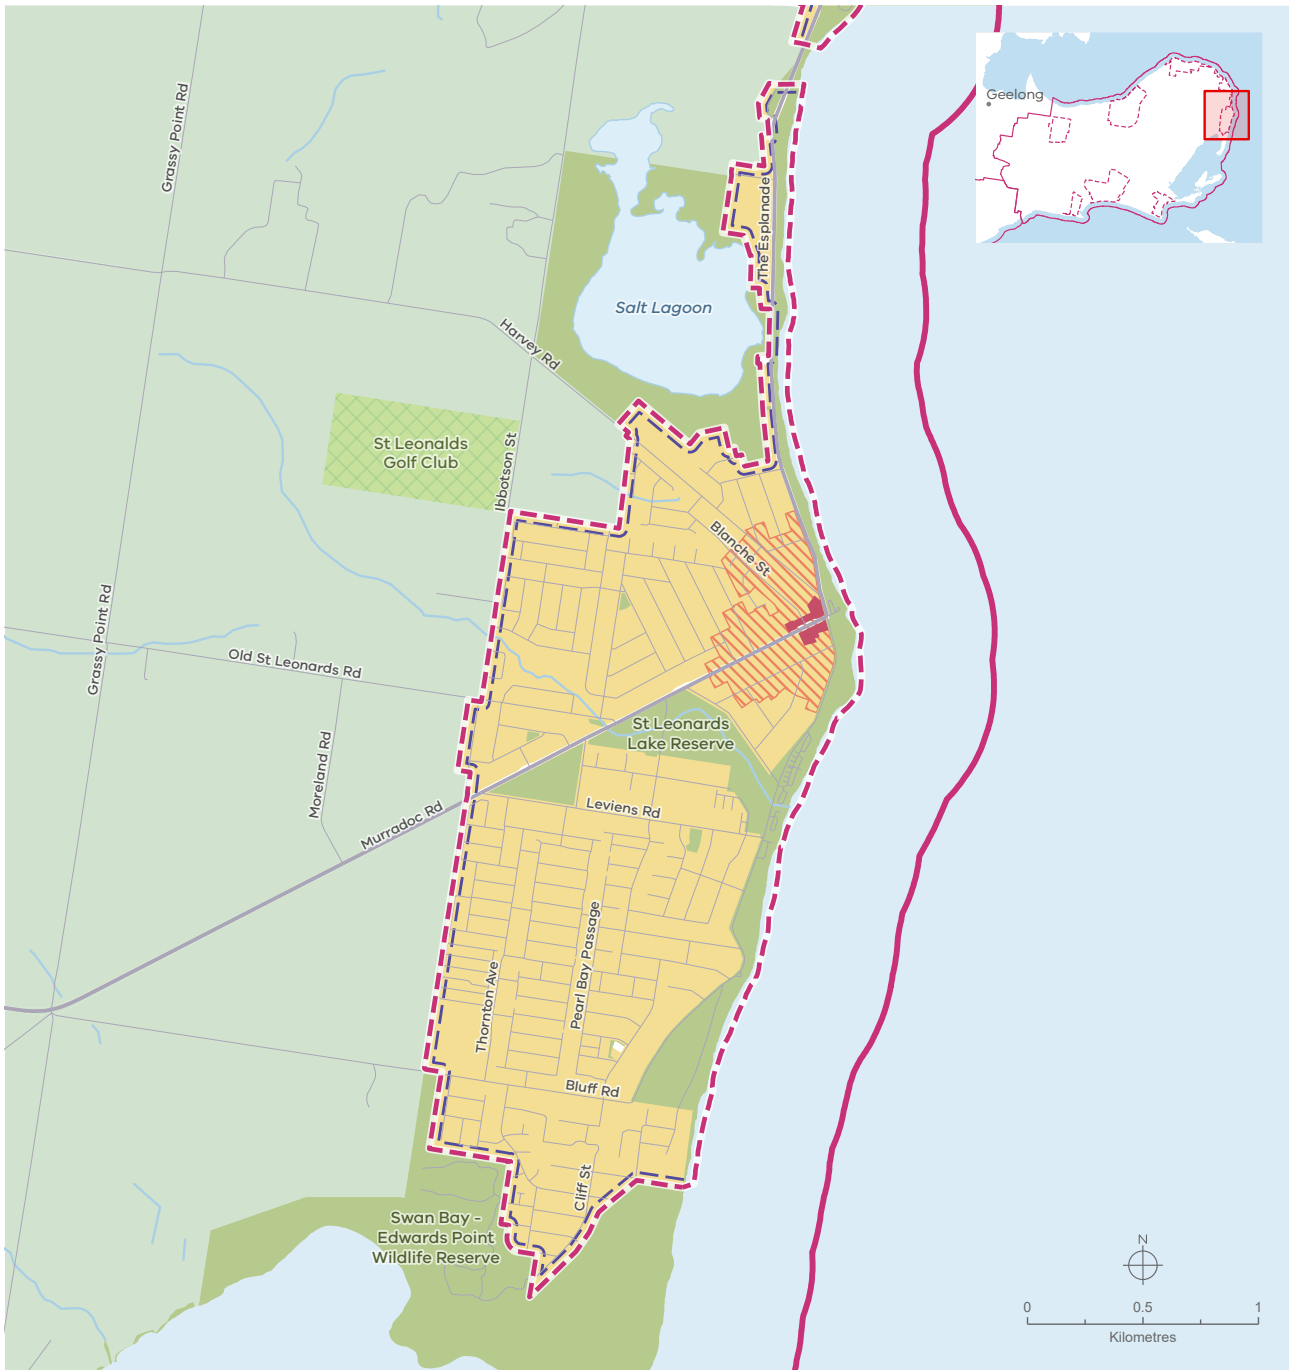 Geelong
Grassy Point Rd
The Esplanade
Salt Lagoon
Harvey Rd
St Leonalds
Golf Club
Ibbotson St
Blanche St
Grassy Point Rd
Old St Leonards Rd
Moreland Rd
St Leonards
Lake Reserve
Murradoc Rd
Leviens Rd
Pearl Bay Passage
Thornton Ave
Bluff Rd
Cliff St
Swan Bay -
Edwards Point
Wildlife Reserve
N
0 0.5 1
Kilometres